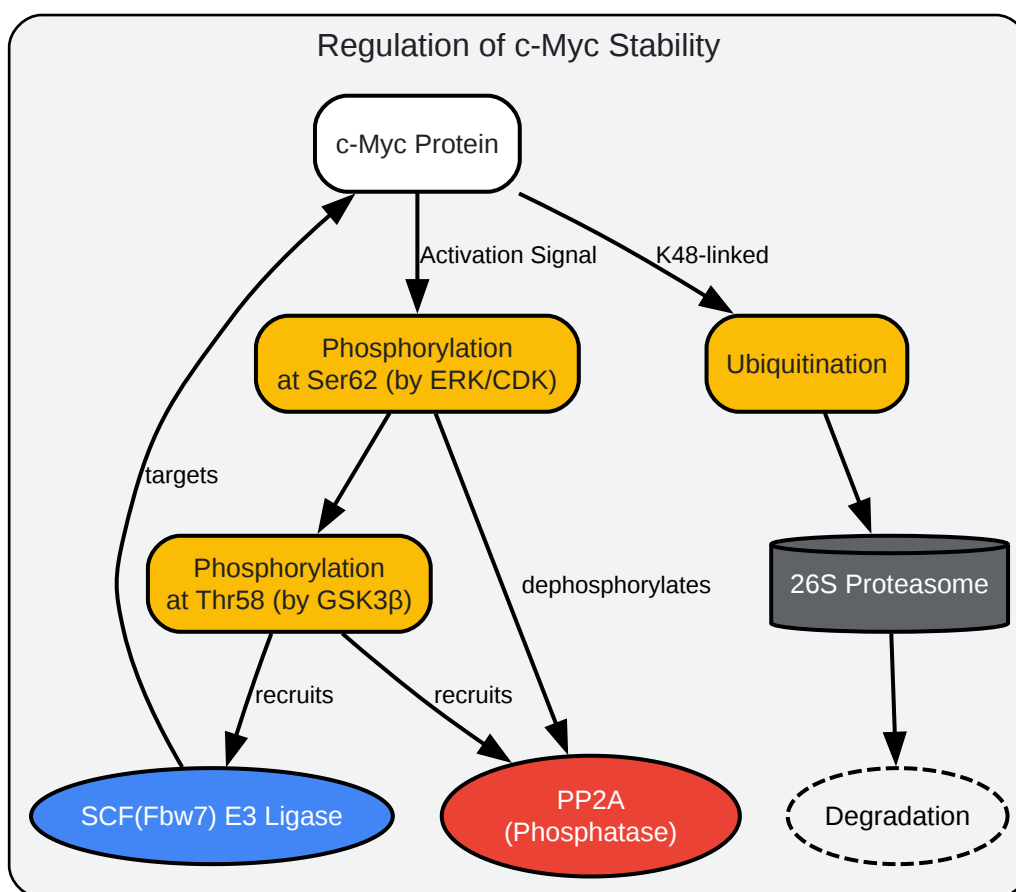 Regulation of c-Myc Stability
c-Myc Protein
Activation Signal
K48-linked
Phosphorylation
at Ser62 (by ERK/CDK)
Ubiquitination
targets
Phosphorylation
at Thr58 (by GSK3β)
dephosphorylates
26S Proteasome
recruits
recruits
SCF(Fbw7) E3 Ligase
PP2A
(Phosphatase)
Degradation